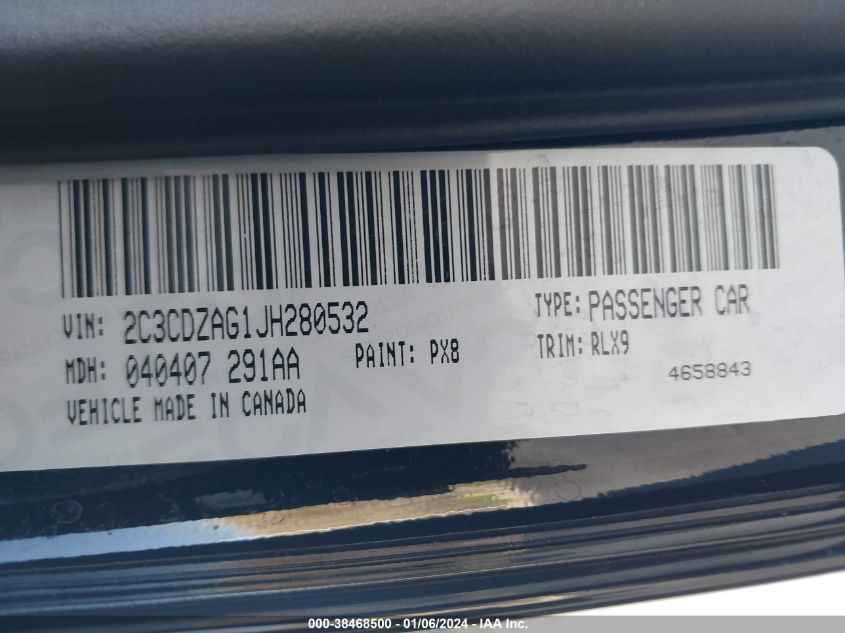 VIN: 2C3CDZAG1JH280532 TYPE: PASSENGER CAR
MDH: 040407 291AA PAINT: PX8 TRIM: RLX9
VEHICLE MADE IN CANADA 4658843
000-38468500 - 01/06/2024 - IAA Inc.